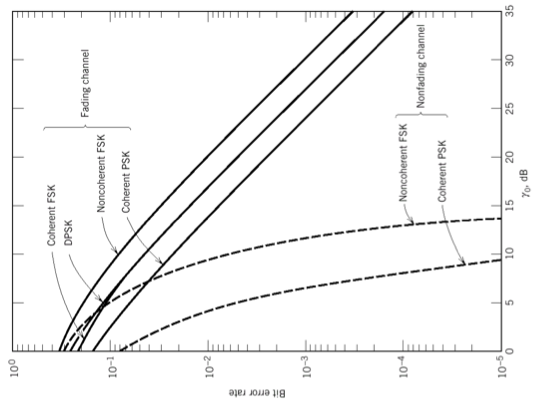 10⁰
10⁻¹
10⁻²
10⁻³
10⁻⁴
10⁻⁵
Bit error rate
0
5
10
15
20
25
30
35
γ₀, dB
Coherent FSK
DPSK
Noncoherent FSK
Coherent PSK
Fading channel
Noncoherent FSK
Coherent PSK
Nonfading channel